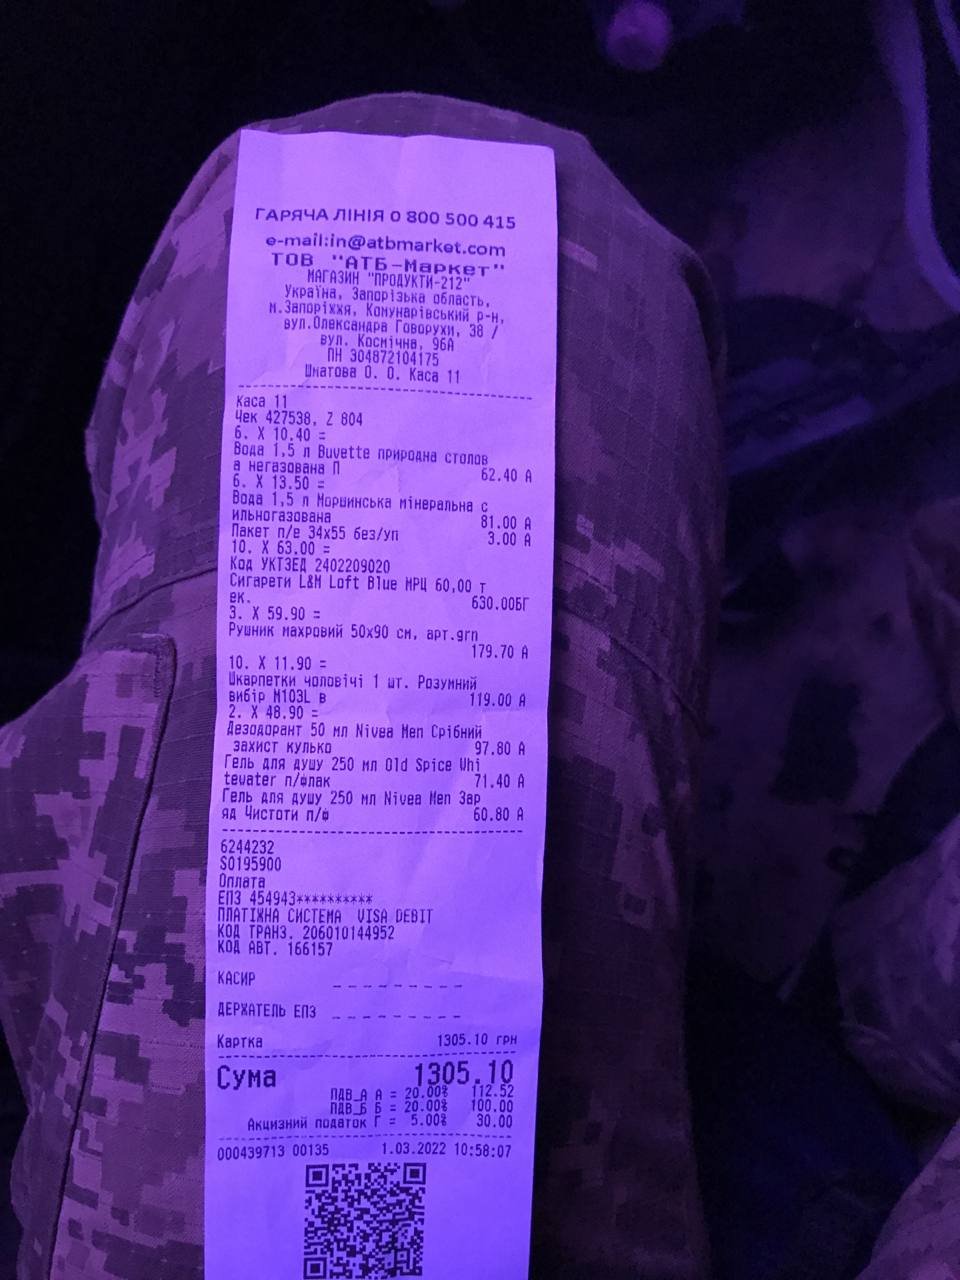 ГАРЯЧА ЛІНІЯ 0 800 500 415
e-mail:in@atbmarket.com
ТОВ "АТБ-Маркет"
МАГАЗИН "ПРОДУКТИ-212"
Україна, Запорізька область,
м.Запоріжжя, Комунарівський р-н,
вул.Олександра Говорухи, 38 /
вул. Космічна, 96А
ПН 304872104175
Шматова О. О. Каса 11
Каса 11
Чек 427538, Z 804
6. X 10.40 =
Вода 1,5 л Buvette природна столов
а негазована П 62.40 А
6. X 13.50 =
Вода 1,5 л Моршинська мінеральна с
ильногазована 81.00 А
Пакет п/е 34х55 без/уп 3.00 А
10. X 63.00 =
Код УКТЗЕД 2402209020
Сигарети L&M Loft Blue МРЦ 60,00 т
ек. 630.00БГ
3. X 59.90 =
Рушник махровий 50х90 см, арт.grn
179.70 А
10. X 11.90 =
Шкарпетки чоловічі 1 шт. Розумний
вибір M103L в 119.00 А
2. X 48.90 =
Дезодорант 50 мл Nivea Men Срібний
захист кулько 97.80 А
Гель для душу 250 мл Old Spice Whi
tewater п/флак 71.40 А
Гель для душу 250 мл Nivea Men Зар
яд Чистоти п/ф 60.80 А
6244232
S0195900
Оплата
ЕПЗ 454943**********
ПЛАТІЖНА СИСТЕМА VISA DEBIT
КОД ТРАНЗ. 206010144952
КОД АВТ. 166157
КАСИР _ _ _ _ _ _ _ _ _
ДЕРЖАТЕЛЬ ЕПЗ _ _ _ _ _ _ _ _ _
Картка 1305.10 грн
Сума 1305.10
ПДВ_А А = 20.00% 112.52
ПДВ_Б Б = 20.00% 100.00
Акцизний податок Г = 5.00% 30.00
000439713 00135 1.03.2022 10:58:07